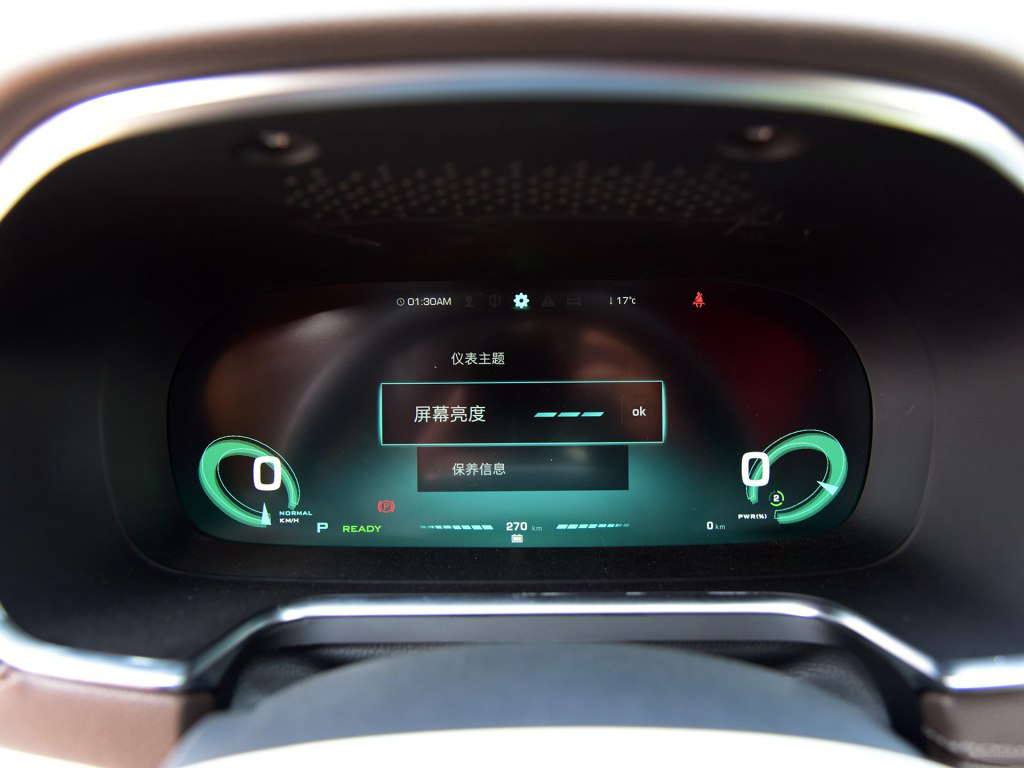 01:30AM
17°c
仪表主题
屏幕亮度
ok
保养信息
0
NORMAL
KM/H
P
READY
270 km
0
2
PWR(%)
0 km